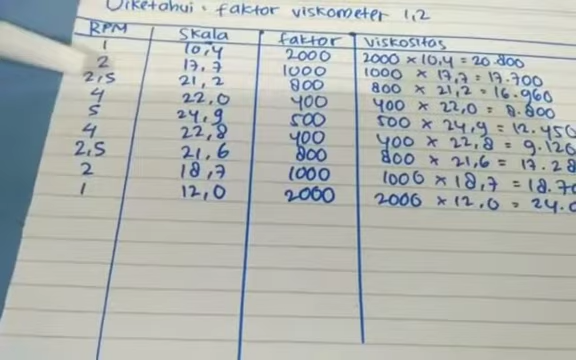 Diketahui : faktor viskometer 1,2
RPM Skala faktor viskositas
1 10,4 2000 2000 × 10,4 = 20.800
2 17,7 1000 1000 × 17,7 = 17.700
2,5 21,2 800 800 × 21,2 = 16.960
4 22,0 400 400 × 22,0 = 8.800
5 24,9 500 500 × 24,9 = 12.450
4 22,8 400 400 × 22,8 = 9.120
2,5 21,6 800 800 × 21,6 = 17.28
2 18,7 1000 1000 × 18,7 = 18.70
1 12,0 2000 2000 × 12,0 = 24.0